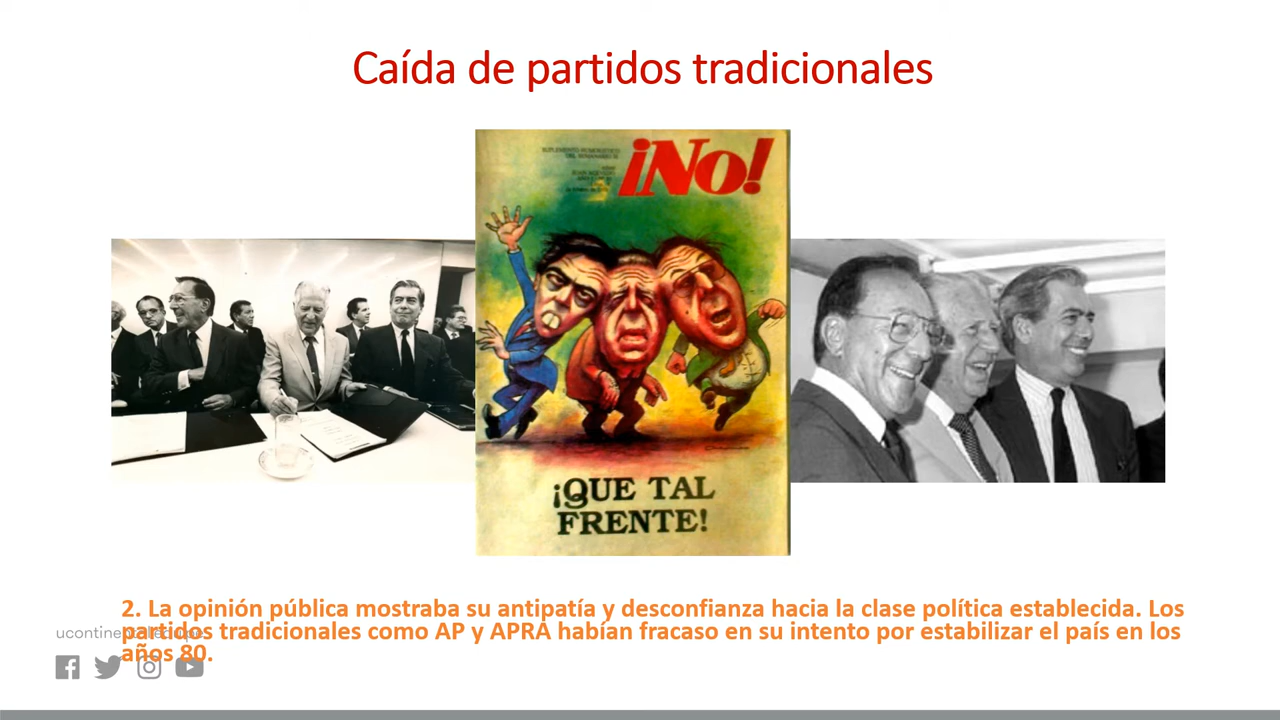 Caída de partidos tradicionales
¡No!
SUPLEMENTO HUMORISTICO
¡QUE TAL
FRENTE!
2. La opinión pública mostraba su antipatía y desconfianza hacia la clase política establecida. Los
partidos tradicionales como AP y APRA habían fracaso en su intento por estabilizar el país en los
años 80.